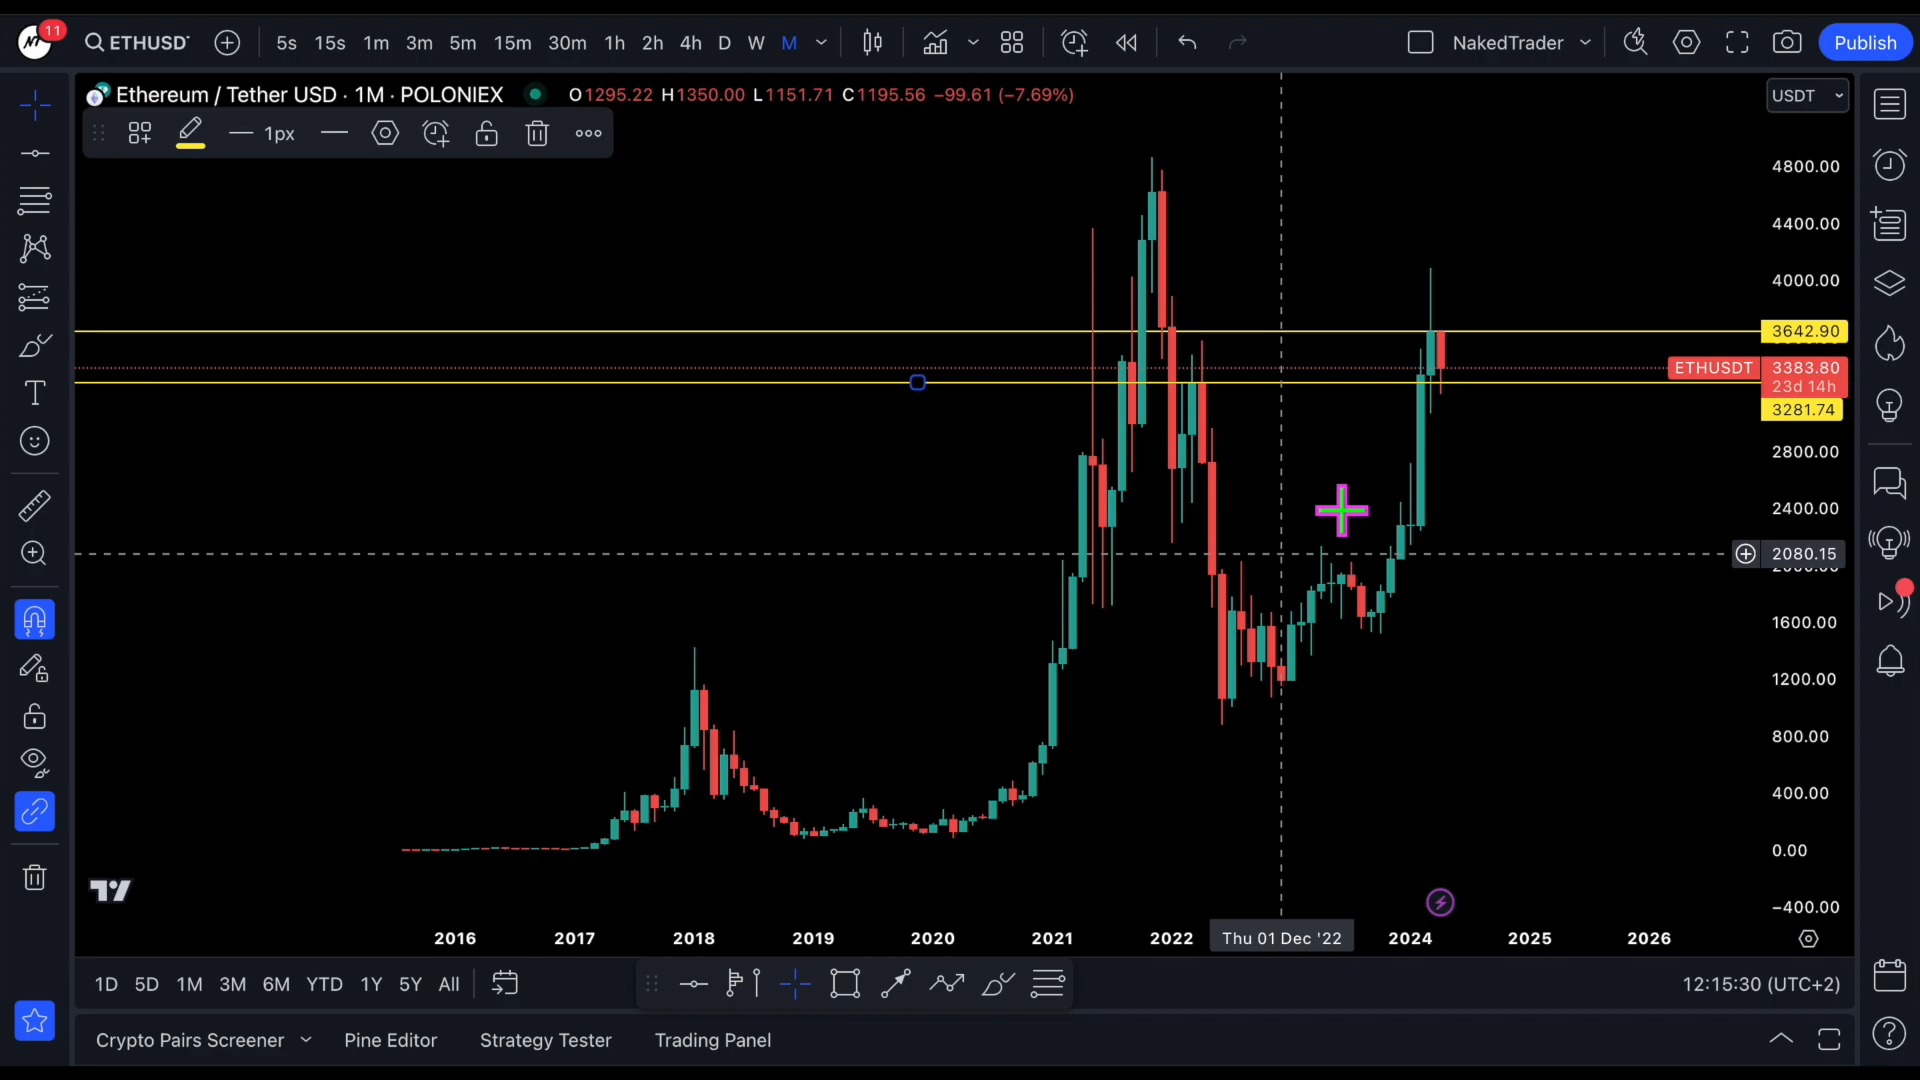 11
ETHUSD
5s 15s 1m 3m 5m 15m 30m 1h 2h 4h D W M
NakedTrader
Publish
Ethereum / Tether USD · 1M · POLONIEX
O1295.22 H1350.00 L1151.71 C1195.56 −99.61 (−7.69%)
USDT
1px
4800.00
4400.00
4000.00
3642.90
ETHUSDT 3383.80
23d 14h
3281.74
2800.00
2400.00
2080.15
1600.00
1200.00
800.00
400.00
0.00
−400.00
2016 2017 2018 2019 2020 2021 2022 Thu 01 Dec '22 2024 2025 2026
1D 5D 1M 3M 6M YTD 1Y 5Y All
12:15:30 (UTC+2)
Crypto Pairs Screener Pine Editor Strategy Tester Trading Panel